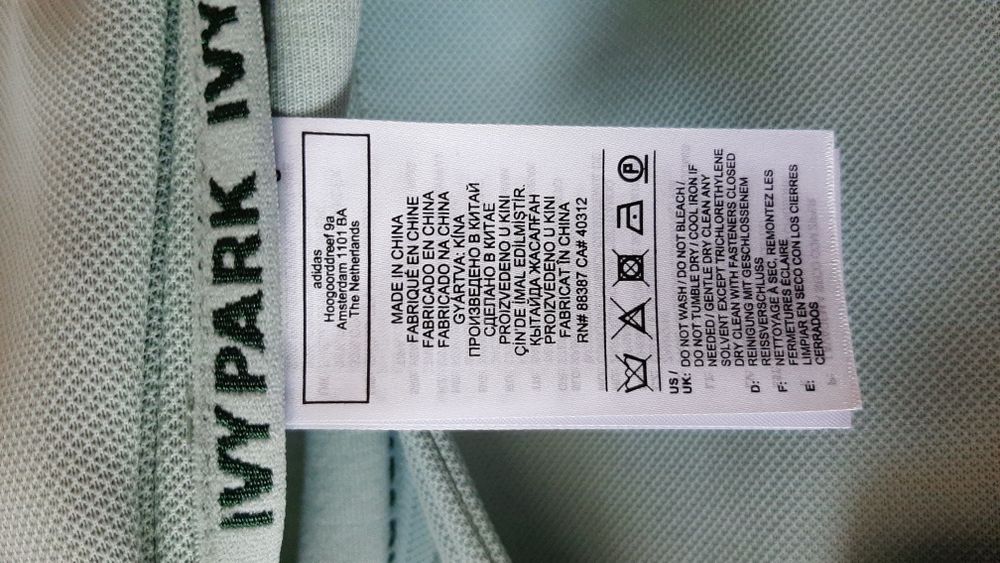 IVY PARK IVY
adidas
Hoogoorddreef 9a
Amsterdam 1101 BA
The Netherlands
MADE IN CHINA
FABRIQUÉ EN CHINE
FABRICADO EN CHINA
FABRICADO NA CHINA
GYÁRTVA: KÍNA
ПРОИЗВЕДЕНО В КИТАЙ
СДЕЛАНО В КИТАЕ
PROIZVEDENO U KINI
ÇIN'DE İMAL EDİLMİŞTİR.
ҚЫТАЙДА ЖАСАЛҒАН
PROIZVEDENO U KINI
FABRICAT ÎN CHINA
RN# 88387 CA# 40312
P
US /
UK: DO NOT WASH / DO NOT BLEACH /
DO NOT TUMBLE DRY / COOL IRON IF
NEEDED / GENTLE DRY CLEAN ANY
SOLVENT EXCEPT TRICHLORETHYLENE
DRY CLEAN WITH FASTENERS CLOSED
D: REINIGUNG MIT GESCHLOSSENEM
REISSVERSCHLUSS
F: NETTOYAGE À SEC, REMONTEZ LES
FERMETURES ÉCLAIRE
E: LIMPIAR EN SECO CON LOS CIERRES
CERRADOS